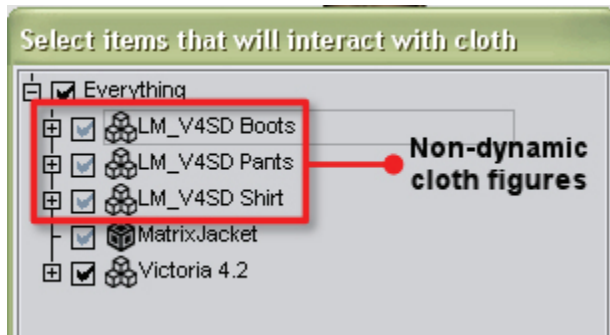 Select items that will interact with cloth
Everything
LM_V4SD Boots
LM_V4SD Pants
LM_V4SD Shirt
MatrixJacket
Victoria 4.2
Non-dynamic
cloth figures